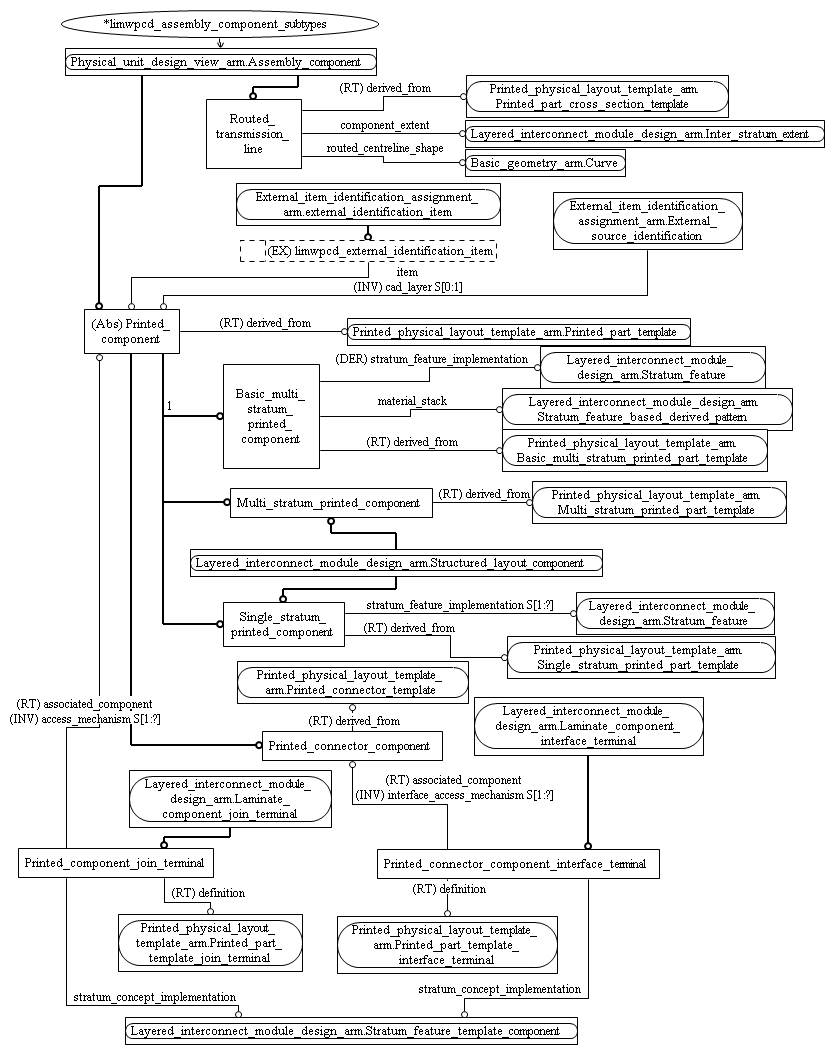 *limwpcd_assembly_component_subtypes
Physical_unit_design_view_arm.Assembly_component
(RT) derived_from
Printed_physical_layout_template_arm.
Printed_part_cross_section_template
Routed_
transmission_
line
component_extent
Layered_interconnect_module_design_arm.Inter_stratum_extent
routed_centreline_shape
Basic_geometry_arm.Curve
External_item_identification_assignment_
arm.external_identification_item
External_item_identification_
assignment_arm.External_
source_identification
(EX) limwpcd_external_identification_item
item
(INV) cad_layer S[0:1]
(Abs) Printed_
component
(RT) derived_from
Printed_physical_layout_template_arm.Printed_part_template
(DER) stratum_feature_implementation
Layered_interconnect_module_
design_arm.Stratum_feature
Basic_multi_
stratum_
printed_
component
1
material_stack
Layered_interconnect_module_design_arm.
Stratum_feature_based_derived_pattern
(RT) derived_from
Printed_physical_layout_template_arm.
Basic_multi_stratum_printed_part_template
Multi_stratum_printed_component
(RT) derived_from
Printed_physical_layout_template_arm.
Multi_stratum_printed_part_template
Layered_interconnect_module_design_arm.Structured_layout_component
Single_stratum_
printed_component
stratum_feature_implementation S[1:?]
Layered_interconnect_module_
design_arm.Stratum_feature
(RT) derived_from
Printed_physical_layout_template_arm.
Single_stratum_printed_part_template
Printed_physical_layout_template_
arm.Printed_connector_template
(RT) associated_component
(INV) access_mechanism S[1:?]
(RT) derived_from
Layered_interconnect_module_
design_arm.Laminate_component_
interface_terminal
Printed_connector_component
Layered_interconnect_module_
design_arm.Laminate_
component_join_terminal
(RT) associated_component
(INV) interface_access_mechanism S[1:?]
Printed_component_join_terminal
Printed_connector_component_interface_terminal
(RT) definition
(RT) definition
Printed_physical_layout_
template_arm.Printed_part_
template_join_terminal
Printed_physical_layout_template_
arm.Printed_part_template_
interface_terminal
stratum_concept_implementation
stratum_concept_implementation
Layered_interconnect_module_design_arm.Stratum_feature_template_component